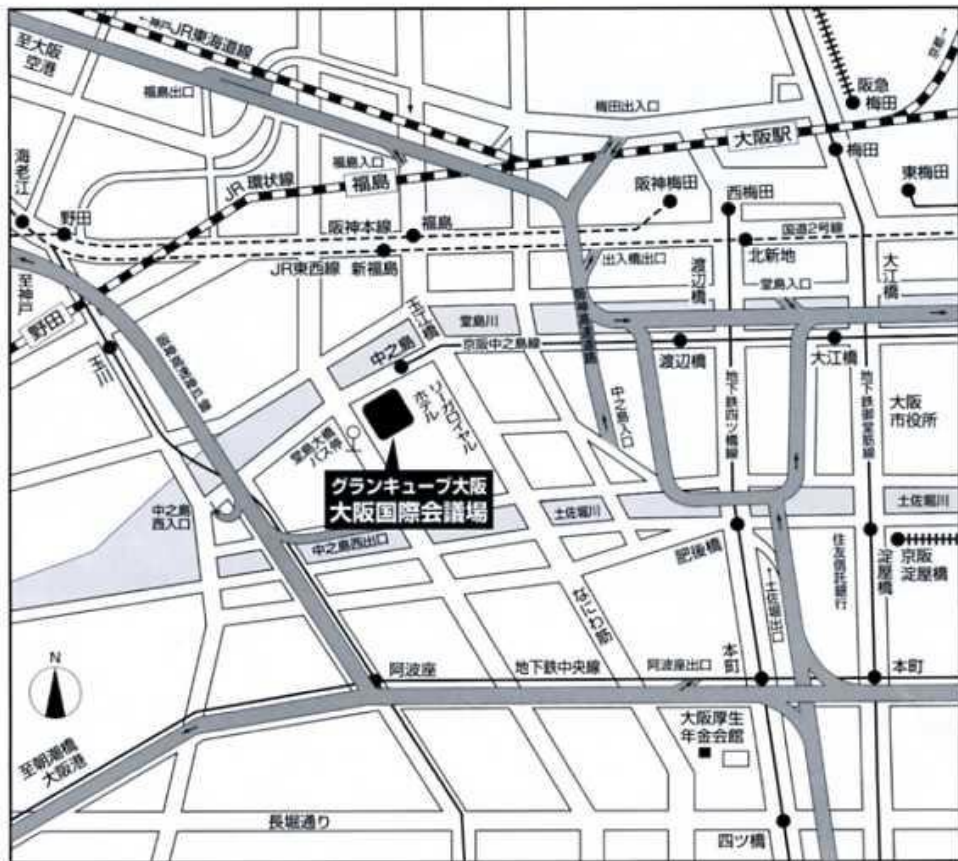 ←神戸
JR東海道線
至大阪
空港
福島出口
梅田出入口
阪急
梅田
大阪駅
梅田
海老江
福島入口
福島
JR 環状線
野田
阪神梅田
西梅田
東梅田
阪神本線
福島
国道2号線
JR東西線 新福島
出入橋出口
北新地
渡辺橋
堂島入口
大江橋
至神戸
野田
玉江橋
堂島川
玉川
中之島
京阪中之島線
渡辺橋
大江橋
中之島入口
地下鉄四ツ橋線
地下鉄御堂筋線
大阪
市役所
リーガロイヤル
ホテル
堂島大橋
バス停
グランキューブ大阪
大阪国際会議場
中之島
西入口
中之島西出口
土佐堀川
土佐堀川
肥後橋
住友信託銀行
淀屋橋
京阪
淀屋橋
土佐堀出口
なにわ筋
本町
N
阿波座
地下鉄中央線
阿波座出口
本町
大阪厚生
年金会館
至朝潮橋
大阪港
長堀通り
四ツ橋